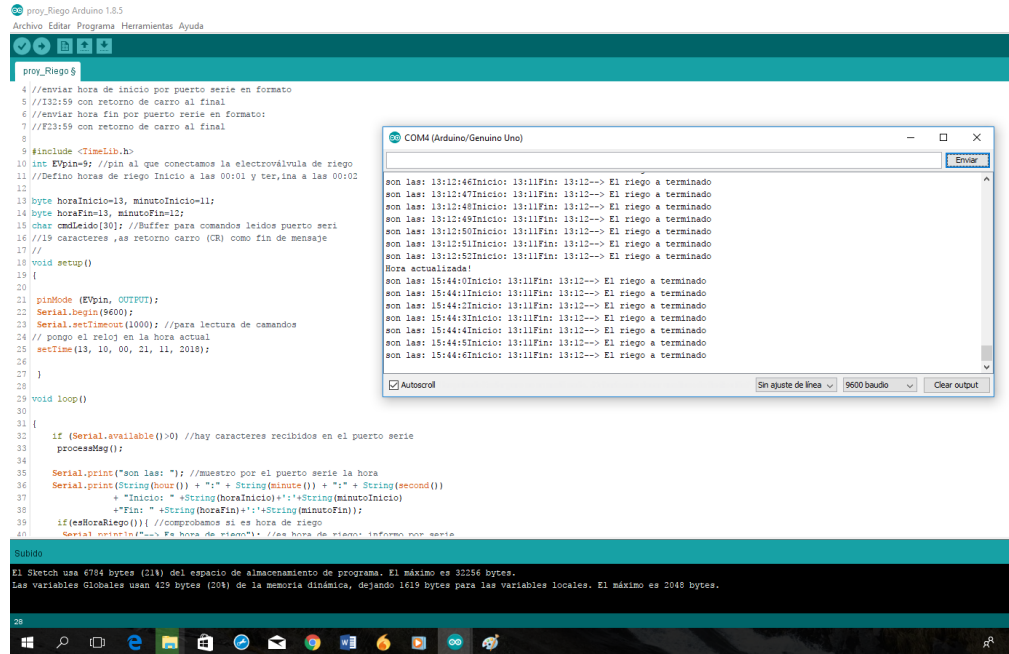 proy_Riego Arduino 1.8.5
Archivo Editar Programa Herramientas Ayuda
proy_Riego §
4 //enviar hora de inicio por puerto serie en formato
5 //I32:59 con retorno de carro al final
6 //enviar hora fin por puerto rerie en formato:
7 //F23:59 con retorno de carro al final
8
9 #include <TimeLib.h>
10 int EVpin=9; //pin al que conectamos la electroválvula de riego
11 //Defino horas de riego Inicio a las 00:01 y ter,ina a las 00:02
12
13 byte horaInicio=13, minutoInicio=11;
14 byte horaFin=13, minutoFin=12;
15 char cmdLeido[30]; //Buffer para comandos leidos puerto seri
16 //19 caracteres ,as retorno carro (CR) como fin de mensaje
17 //
18 void setup()
19 {
20
21 pinMode (EVpin, OUTPUT);
22 Serial.begin(9600);
23 Serial.setTimeout(1000); //para lectura de camandos
24 // pongo el reloj en la hora actual
25 setTime(13, 10, 00, 21, 11, 2018);
26
27 }
28
29 void loop()
30
31 {
32 if (Serial.available()>0) //hay caracteres recibidos en el puerto serie
33 processMsg();
34
35 Serial.print("son las: "); //muestro por el puerto serie la hora
36 Serial.print(String(hour()) + ":" + String(minute()) + ":" + String(second())
37 + "Inicio: " +String(horaInicio)+':'+String(minutoInicio)
38 +"Fin: " +String(horaFin)+':'+String(minutoFin));
39 if(esHoraRiego()){ //comprobamos si es hora de riego
40 Serial.println("--> Es hora de riego"); //es hora de riego: informo por serie
COM4 (Arduino/Genuino Uno)
Enviar
son las: 13:12:46Inicio: 13:11Fin: 13:12--> El riego a terminado
son las: 13:12:47Inicio: 13:11Fin: 13:12--> El riego a terminado
son las: 13:12:48Inicio: 13:11Fin: 13:12--> El riego a terminado
son las: 13:12:49Inicio: 13:11Fin: 13:12--> El riego a terminado
son las: 13:12:50Inicio: 13:11Fin: 13:12--> El riego a terminado
son las: 13:12:51Inicio: 13:11Fin: 13:12--> El riego a terminado
son las: 13:12:52Inicio: 13:11Fin: 13:12--> El riego a terminado
Hora actualizada!
son las: 15:44:0Inicio: 13:11Fin: 13:12--> El riego a terminado
son las: 15:44:1Inicio: 13:11Fin: 13:12--> El riego a terminado
son las: 15:44:2Inicio: 13:11Fin: 13:12--> El riego a terminado
son las: 15:44:3Inicio: 13:11Fin: 13:12--> El riego a terminado
son las: 15:44:4Inicio: 13:11Fin: 13:12--> El riego a terminado
son las: 15:44:5Inicio: 13:11Fin: 13:12--> El riego a terminado
son las: 15:44:6Inicio: 13:11Fin: 13:12--> El riego a terminado
Autoscroll
Sin ajuste de línea
9600 baudio
Clear output
Subido
El Sketch usa 6784 bytes (21%) del espacio de almacenamiento de programa. El máximo es 32256 bytes.
Las variables Globales usan 429 bytes (20%) de la memoria dinámica, dejando 1619 bytes para las variables locales. El máximo es 2048 bytes.
28